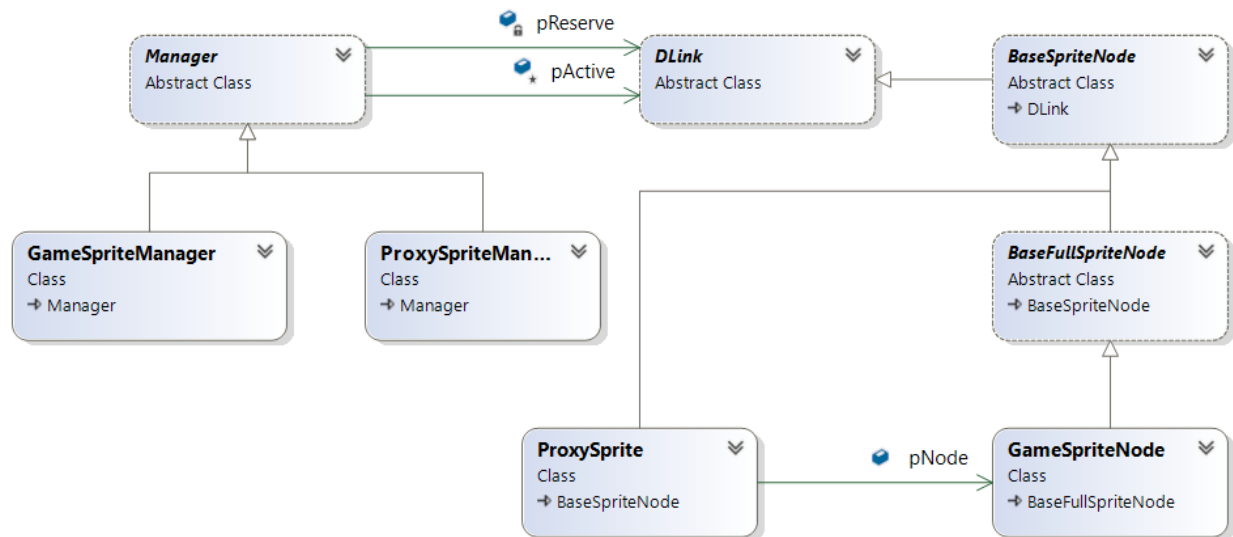 pReserve
pActive
Manager
Abstract Class
DLink
Abstract Class
BaseSpriteNode
Abstract Class
DLink
GameSpriteManager
Class
Manager
ProxySpriteMan...
Class
Manager
BaseFullSpriteNode
Abstract Class
BaseSpriteNode
ProxySprite
Class
BaseSpriteNode
pNode
GameSpriteNode
Class
BaseFullSpriteNode